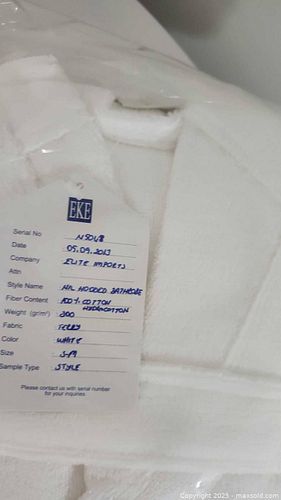 EKE
Serial No NS048
Date 05.09.2013
Company ELITE IMPORTS
Attn
Style Name HOODED BATHROBE
Fiber Content 100% COTTON
HYDROCOTTON
Weight (gr/m²) 300
Fabric TERRY
Color WHITE
Size S-M
Sample Type STYLE
Please contact us with serial number
for your inquiries
Copyright 2023 - maxsold.com